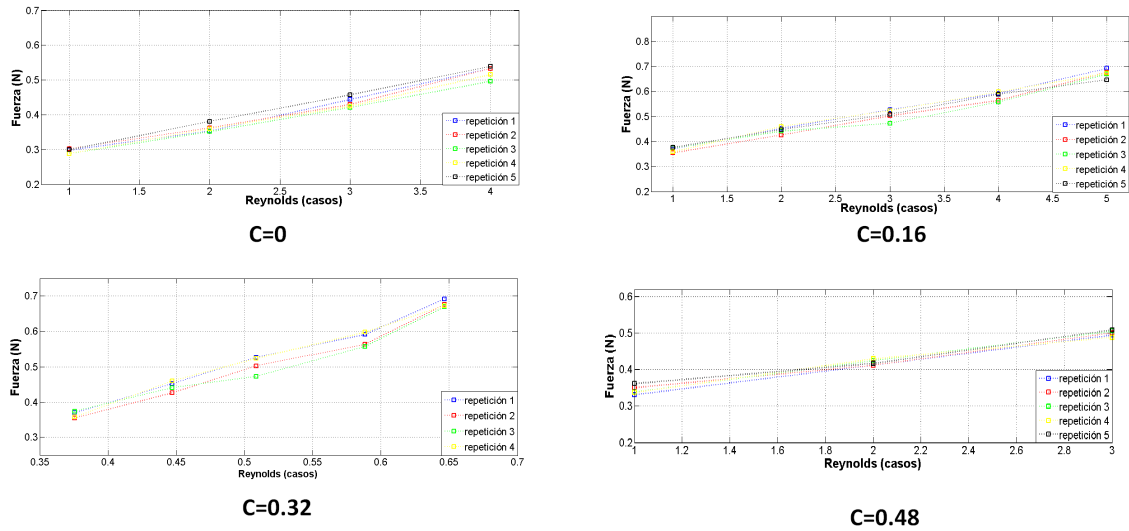 0.7
0.6
0.5
0.4
0.3
0.2
Fuerza (N)
1
1.5
2
2.5
3
3.5
4
Reynolds (casos)
repetición 1
repetición 2
repetición 3
repetición 4
repetición 5
C=0
0.8
0.7
0.6
0.5
0.4
0.3
0.2
Fuerza (N)
1
1.5
2
2.5
3
3.5
4
4.5
5
Reynolds (casos)
repetición 1
repetición 2
repetición 3
repetición 4
repetición 5
C=0.16
0.7
0.6
0.5
0.4
0.3
Fuerza (N)
0.35
0.4
0.45
0.5
0.55
0.6
0.65
0.7
Reynolds (casos)
repetición 1
repetición 2
repetición 3
repetición 4
C=0.32
0.6
0.5
0.4
0.3
0.2
Fuerza (N)
1
1.2
1.4
1.6
1.8
2
2.2
2.4
2.6
2.8
3
Reynolds (casos)
repetición 1
repetición 2
repetición 3
repetición 4
repetición 5
C=0.48